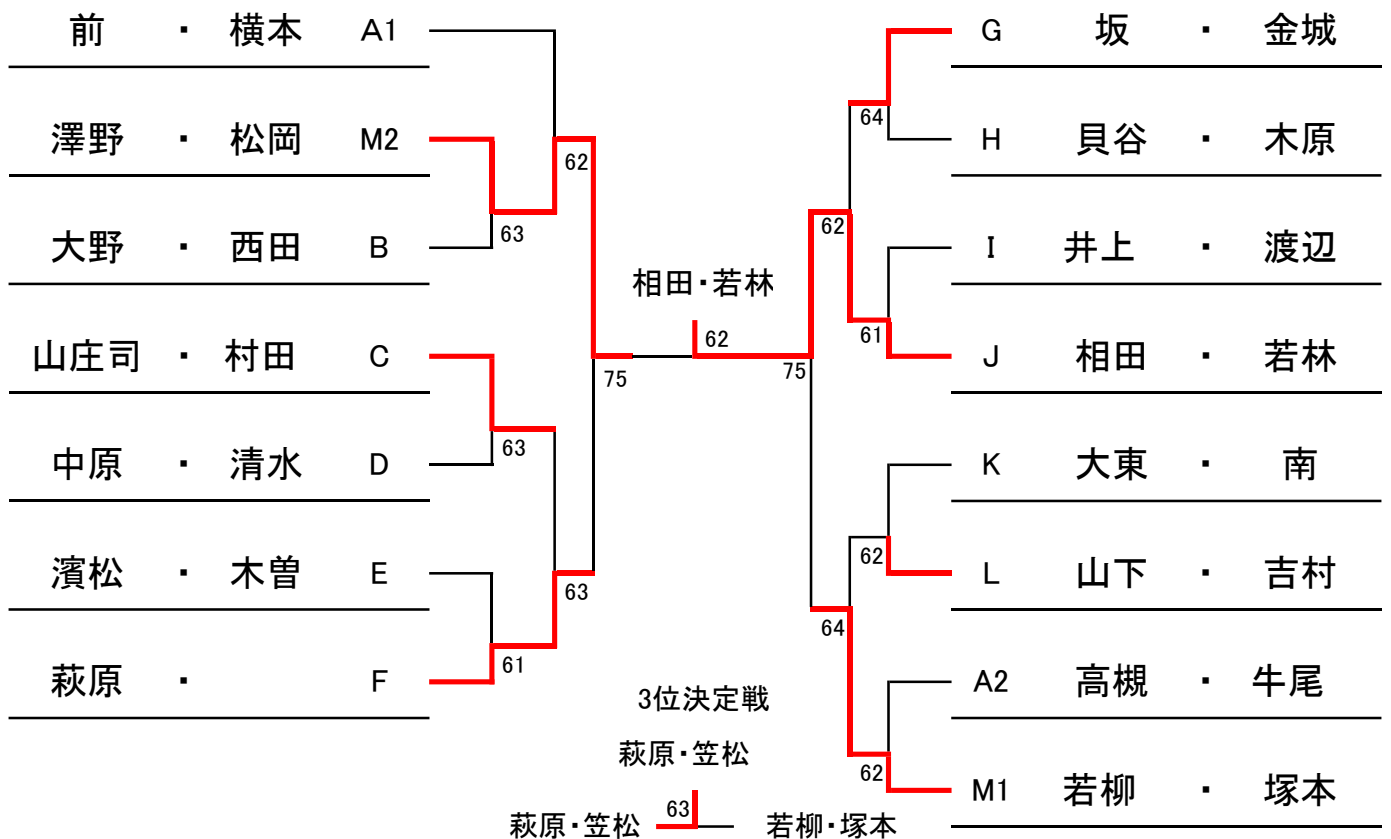 前 ・ 横本 A1
澤野 ・ 松岡 M2
大野 ・ 西田 B
山庄司 ・ 村田 C
中原 ・ 清水 D
濱松 ・ 木曽 E
萩原 ・ F
63
62
63
61
63
75
相田・若林
62
75
G 坂 ・ 金城
H 貝谷 ・ 木原
I 井上 ・ 渡辺
J 相田 ・ 若林
K 大東 ・ 南
L 山下 ・ 吉村
A2 高槻 ・ 牛尾
M1 若柳 ・ 塚本
64
62
61
62
64
62
3位決定戦
萩原・笠松
63
萩原・笠松 若柳・塚本